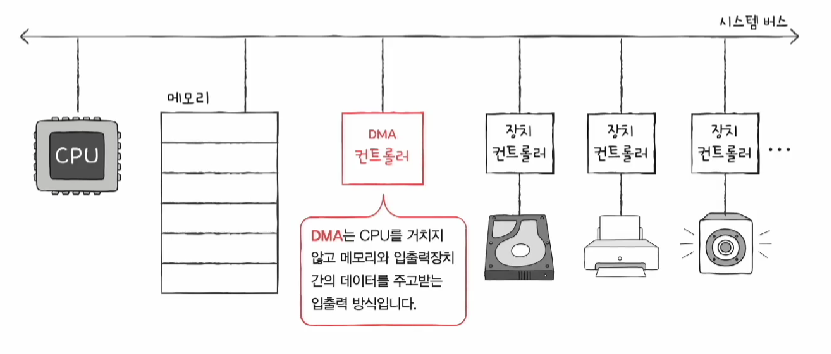 시스템 버스
메모리
CPU
DMA
컨트롤러
장치
컨트롤러
장치
컨트롤러
장치
컨트롤러
...
DMA는 CPU를 거치지
않고 메모리와 입출력장치
간의 데이터를 주고받는
입출력 방식입니다.